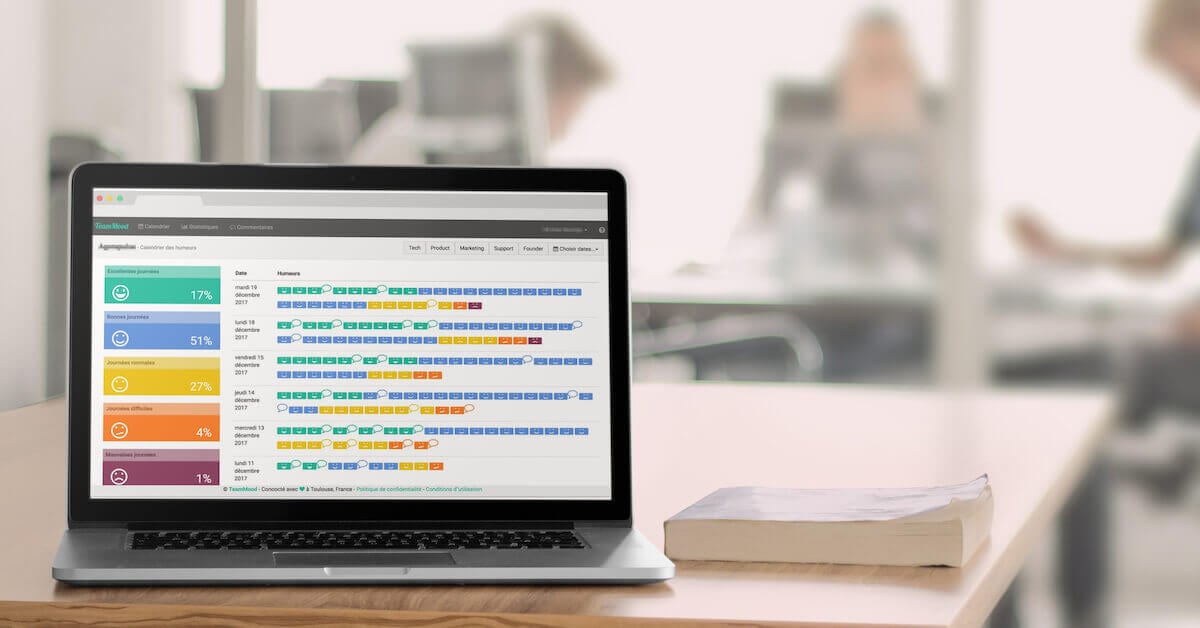 TeamMood Calendrier Statistiques Commentaires
- Calendrier des humeurs
Tech Product Marketing Support Founder Choisir dates...
Excellentes journées
17%
Bonnes journées
51%
Journées normales
27%
Journées difficiles
4%
Mauvaises journées
1%
Date Humeurs
mardi 19
décembre
2017
lundi 18
décembre
2017
vendredi 15
décembre
2017
jeudi 14
décembre
2017
mercredi 13
décembre
2017
lundi 11
décembre
2017
© TeamMood - Concocté avec ♥ à Toulouse, France - Politique de confidentialité - Conditions d'utilisation